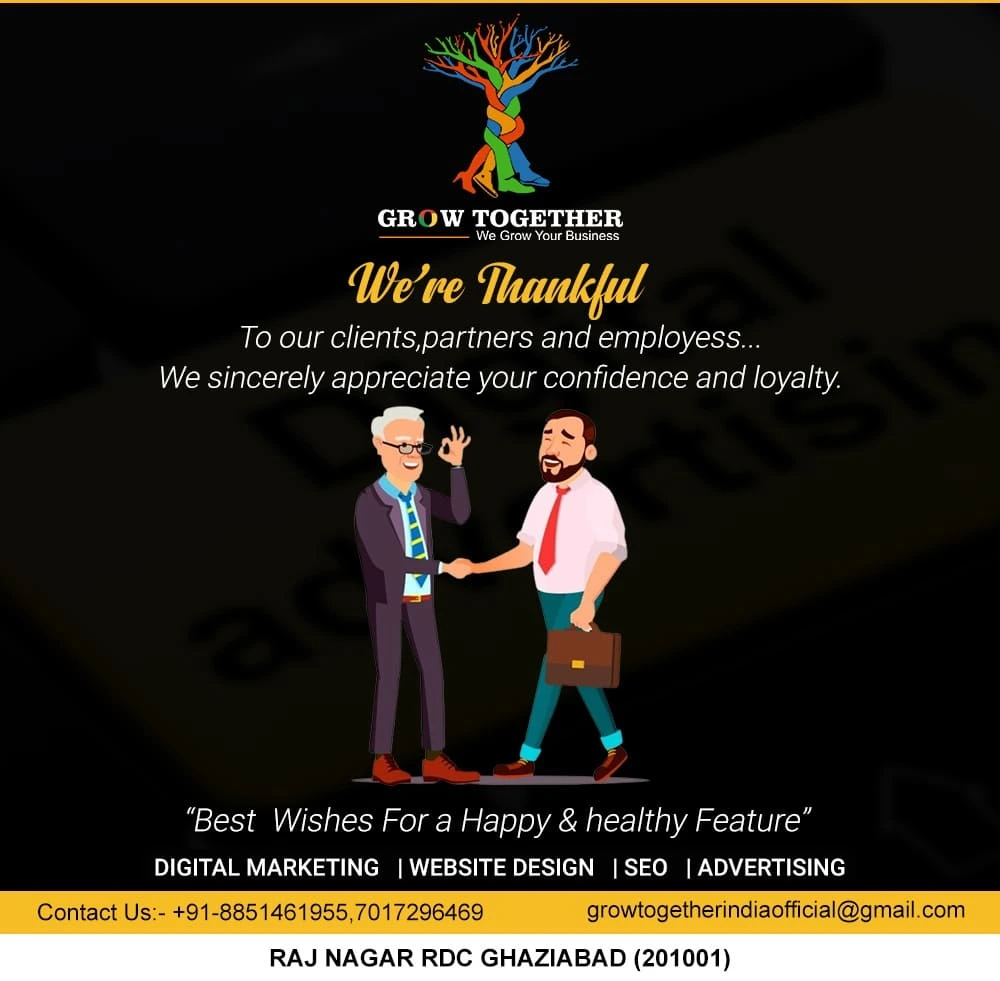 GROW TOGETHER
We Grow Your Business
We're Thankful
To our clients,partners and employess...
We sincerely appreciate your confidence and loyalty.
Digital
advertising
"Best Wishes For a Happy & healthy Feature"
DIGITAL MARKETING | WEBSITE DESIGN | SEO | ADVERTISING
Contact Us:- +91-8851461955,7017296469
growtogetherindiaofficial@gmail.com
RAJ NAGAR RDC GHAZIABAD (201001)